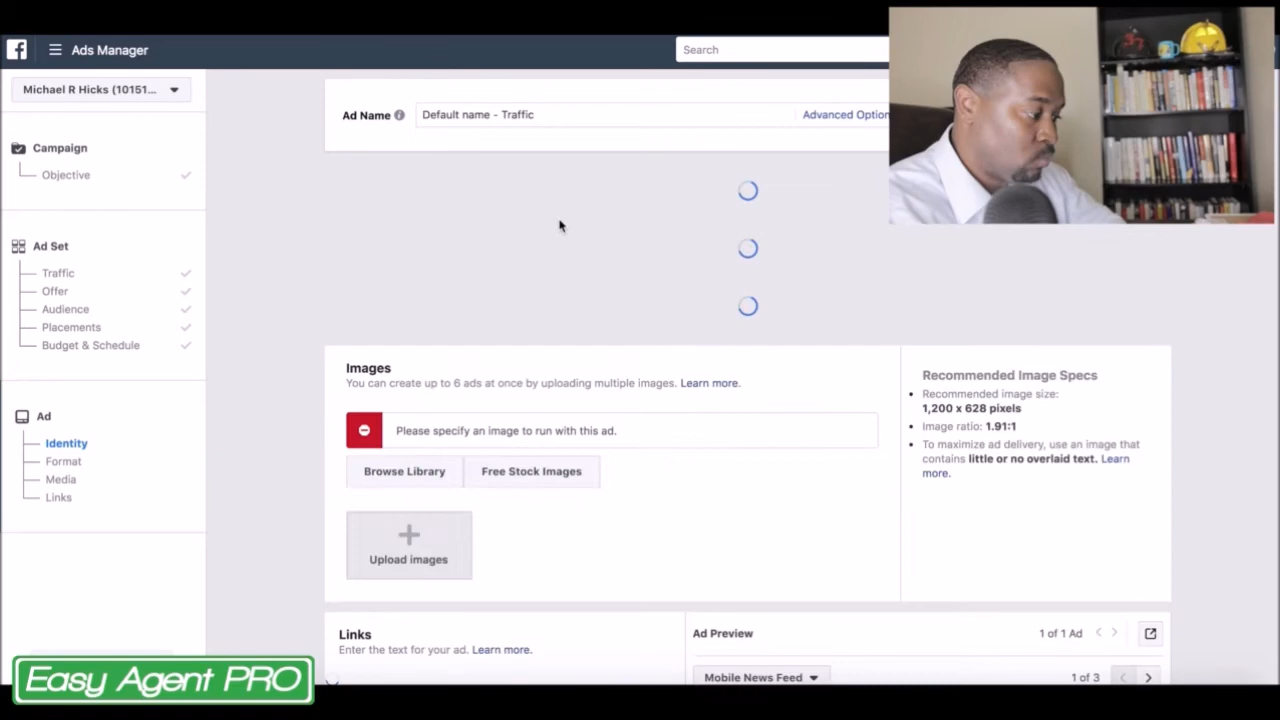 Ads Manager
Search
Michael R Hicks (10151...
Ad Name
Default name - Traffic
Advanced Option
Campaign
Objective
Ad Set
Traffic
Offer
Audience
Placements
Budget & Schedule
Ad
Identity
Format
Media
Links
Images
You can create up to 6 ads at once by uploading multiple images. Learn more.
Please specify an image to run with this ad.
Browse Library
Free Stock Images
Upload images
Recommended Image Specs
Recommended image size:
1,200 x 628 pixels
Image ratio: 1.91:1
To maximize ad delivery, use an image that
contains little or no overlaid text. Learn
more.
Links
Enter the text for your ad. Learn more.
Ad Preview
1 of 1 Ad
Mobile News Feed
1 of 3
Easy Agent PRO